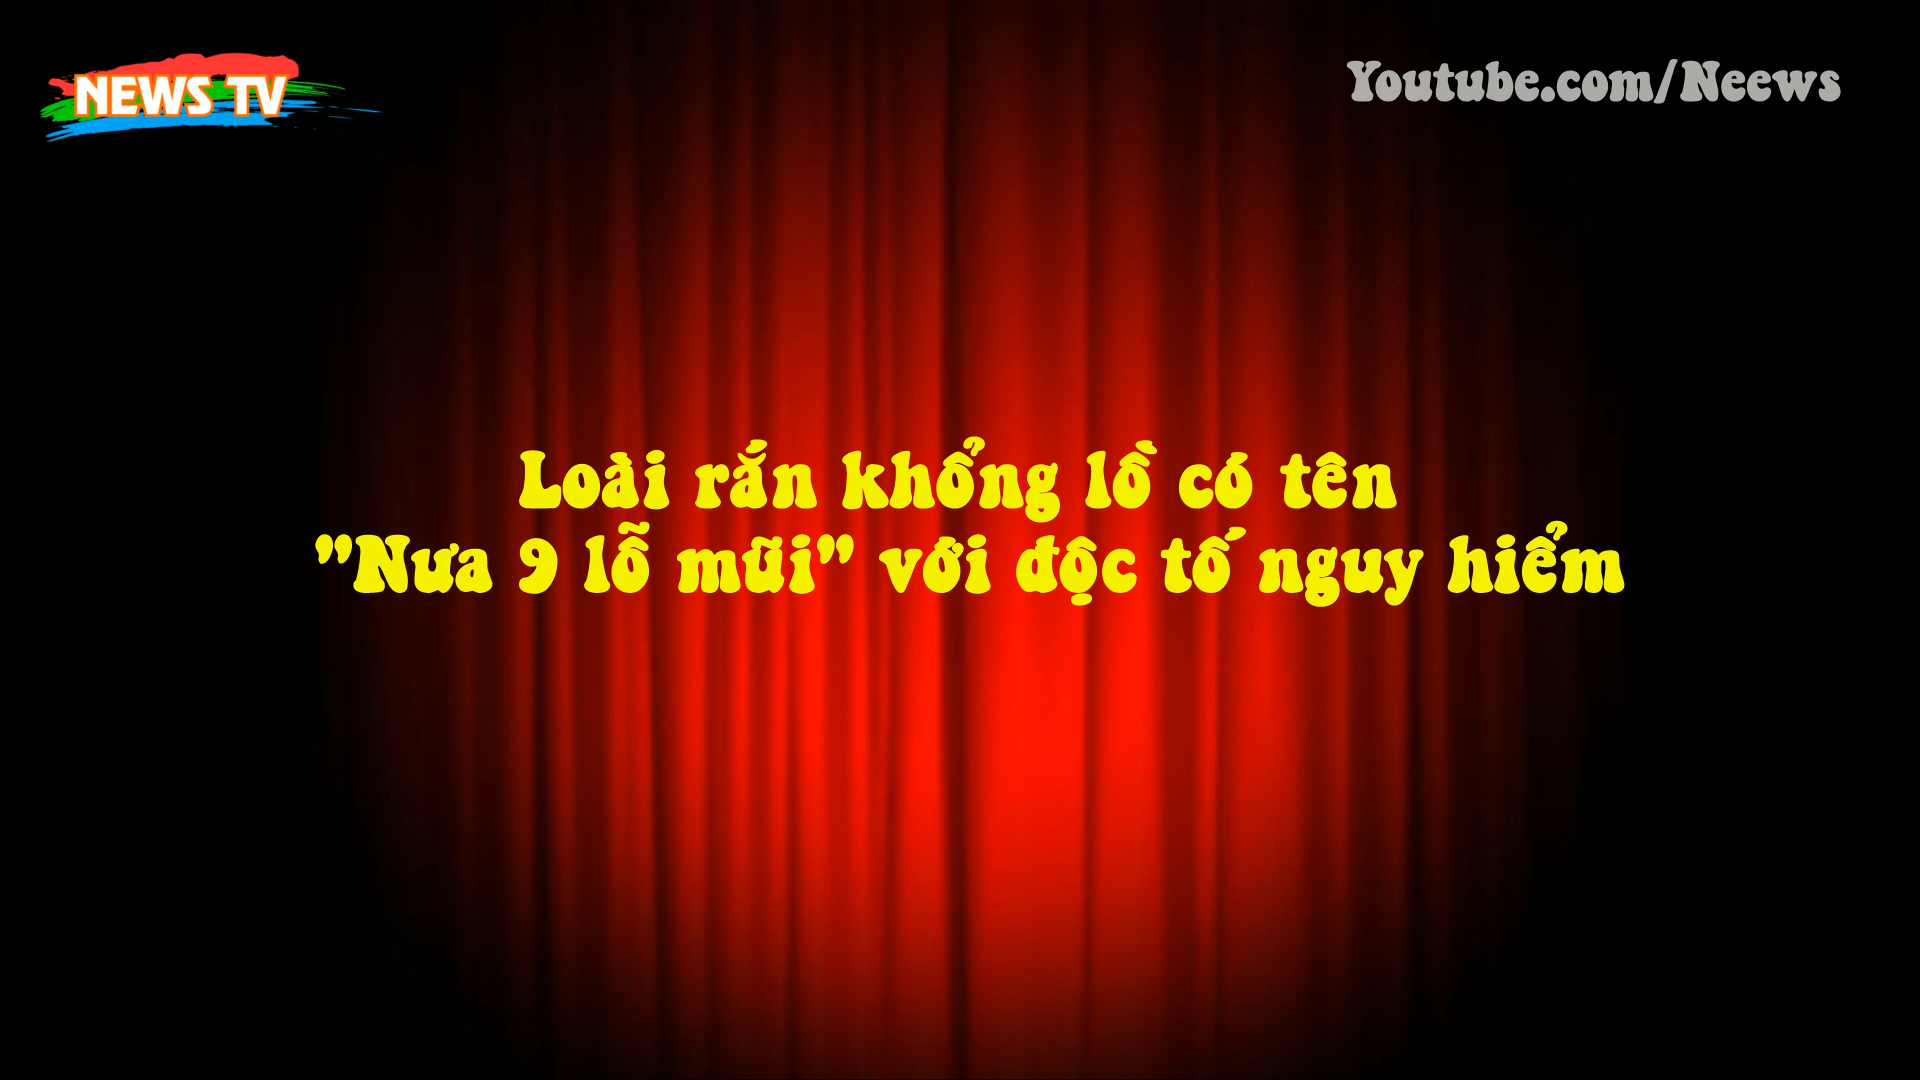 NEWS TV
Youtube.com/Neews
Loài rắn khổng lồ có tên
"Nưa 9 lỗ mũi" với độc tố nguy hiểm